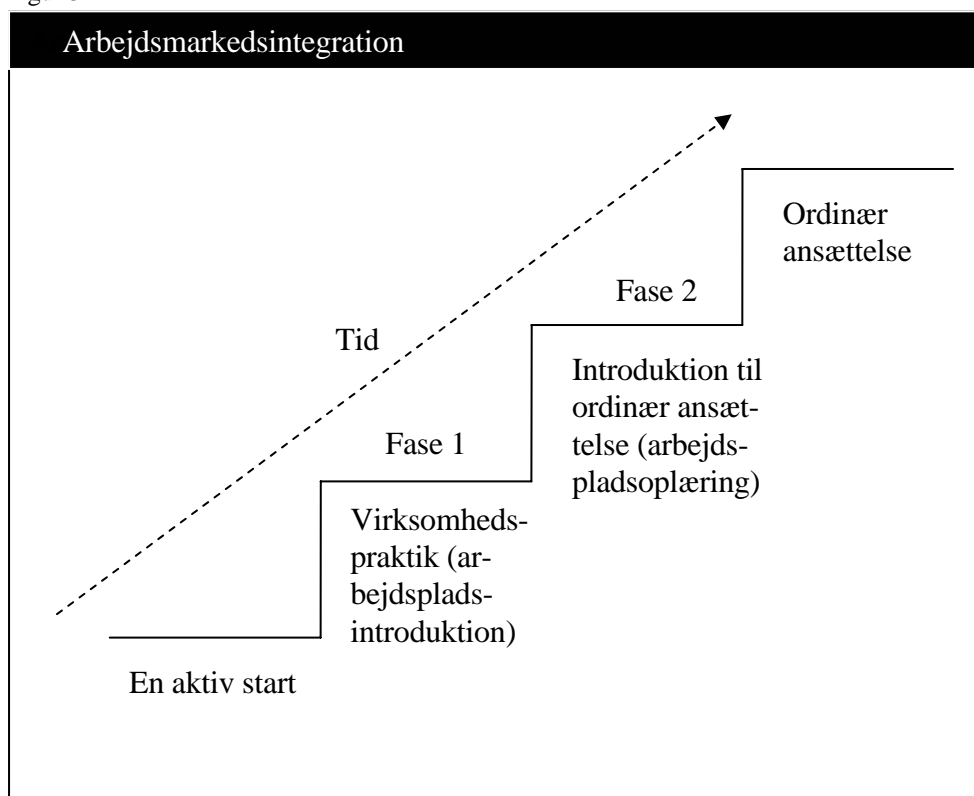 Arbejdsmarkedsintegration
Ordinær
ansættelse
Fase 2
Tid
Introduktion til
ordinær ansæt-
telse (arbejds-
pladsoplæring)
Fase 1
Virksomheds-
praktik (ar-
bejdsplads-
introduktion)
En aktiv start